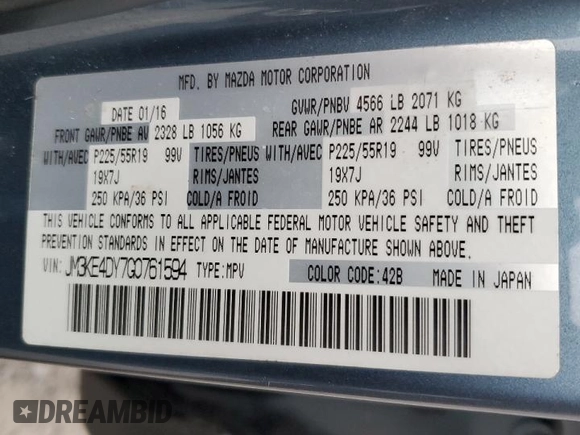 MFD. BY MAZDA MOTOR CORPORATION
DATE 01/16 GVWR/PNBV 4566 LB 2071 KG
FRONT GAWR/PNBE AV 2328 LB 1056 KG REAR GAWR/PNBE AR 2244 LB 1018 KG
WITH/AVEC P225/55R19 99V TIRES/PNEUS WITH/AVEC P225/55R19 99V TIRES/PNEUS
19X7J RIMS/JANTES 19X7J RIMS/JANTES
250 KPA/36 PSI COLD/A FROID 250 KPA/36 PSI COLD/A FROID
THIS VEHICLE CONFORMS TO ALL APPLICABLE FEDERAL MOTOR VEHICLE SAFETY AND THEFT
PREVENTION STANDARDS IN EFFECT ON THE DATE OF MANUFACTURE SHOWN ABOVE.
VIN: JM3KE4DY7G0761594 TYPE:MPV COLOR CODE:42B MADE IN JAPAN
DREAMBID